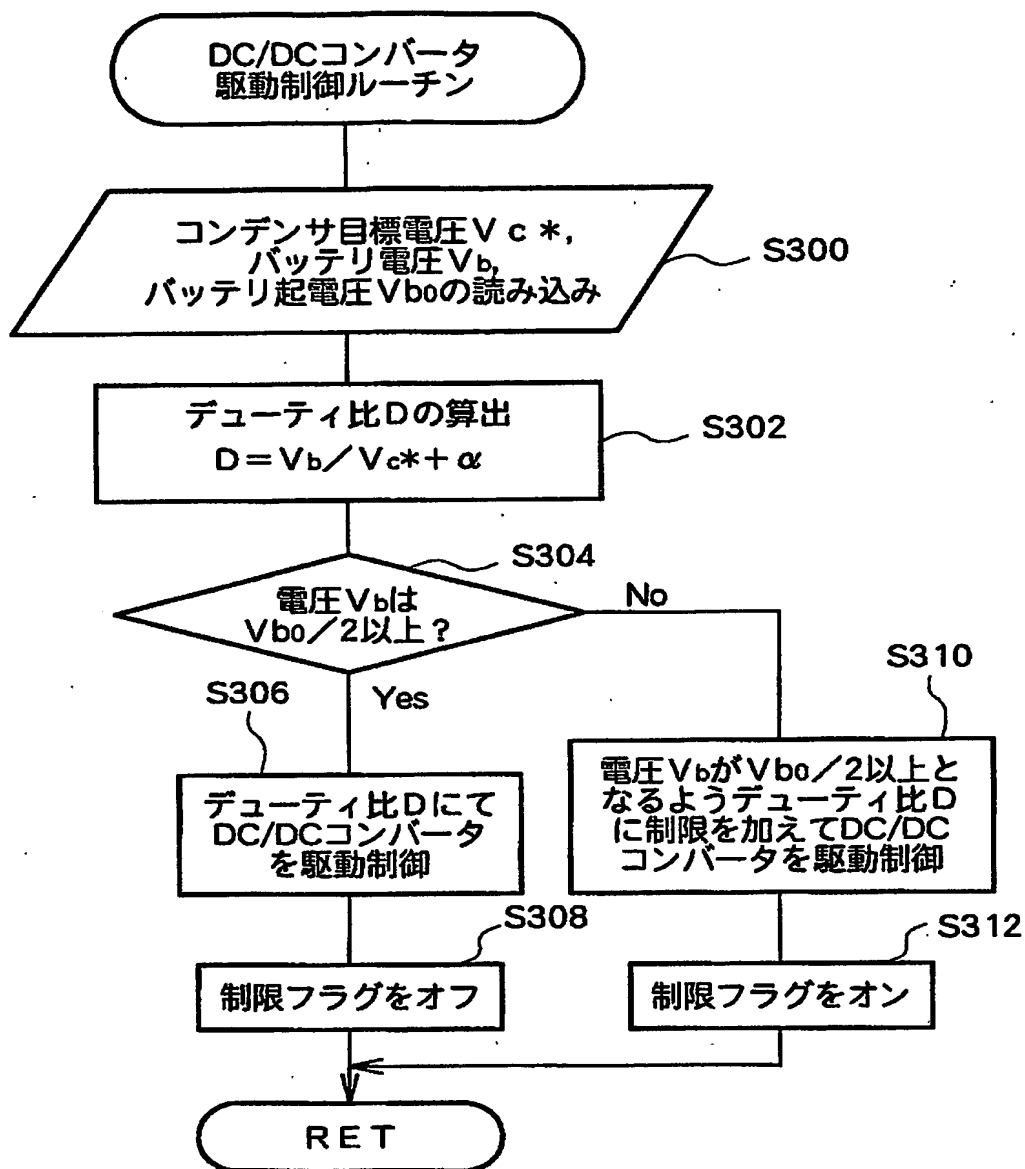 DC/DCコンバータ
駆動制御ルーチン
コンデンサ目標電圧Vc*,
バッテリ電圧Vb,
バッテリ起電圧Vb0の読み込み
S300
デューティ比Dの算出
D=Vb/Vc*+α
S302
S304
電圧Vbは
Vb0/2以上?
No
Yes
S306
デューティ比Dにて
DC/DCコンバータ
を駆動制御
S310
電圧VbがVb0/2以上と
なるようデューティ比D
に制限を加えてDC/DC
コンバータを駆動制御
S308
制限フラグをオフ
S312
制限フラグをオン
RET